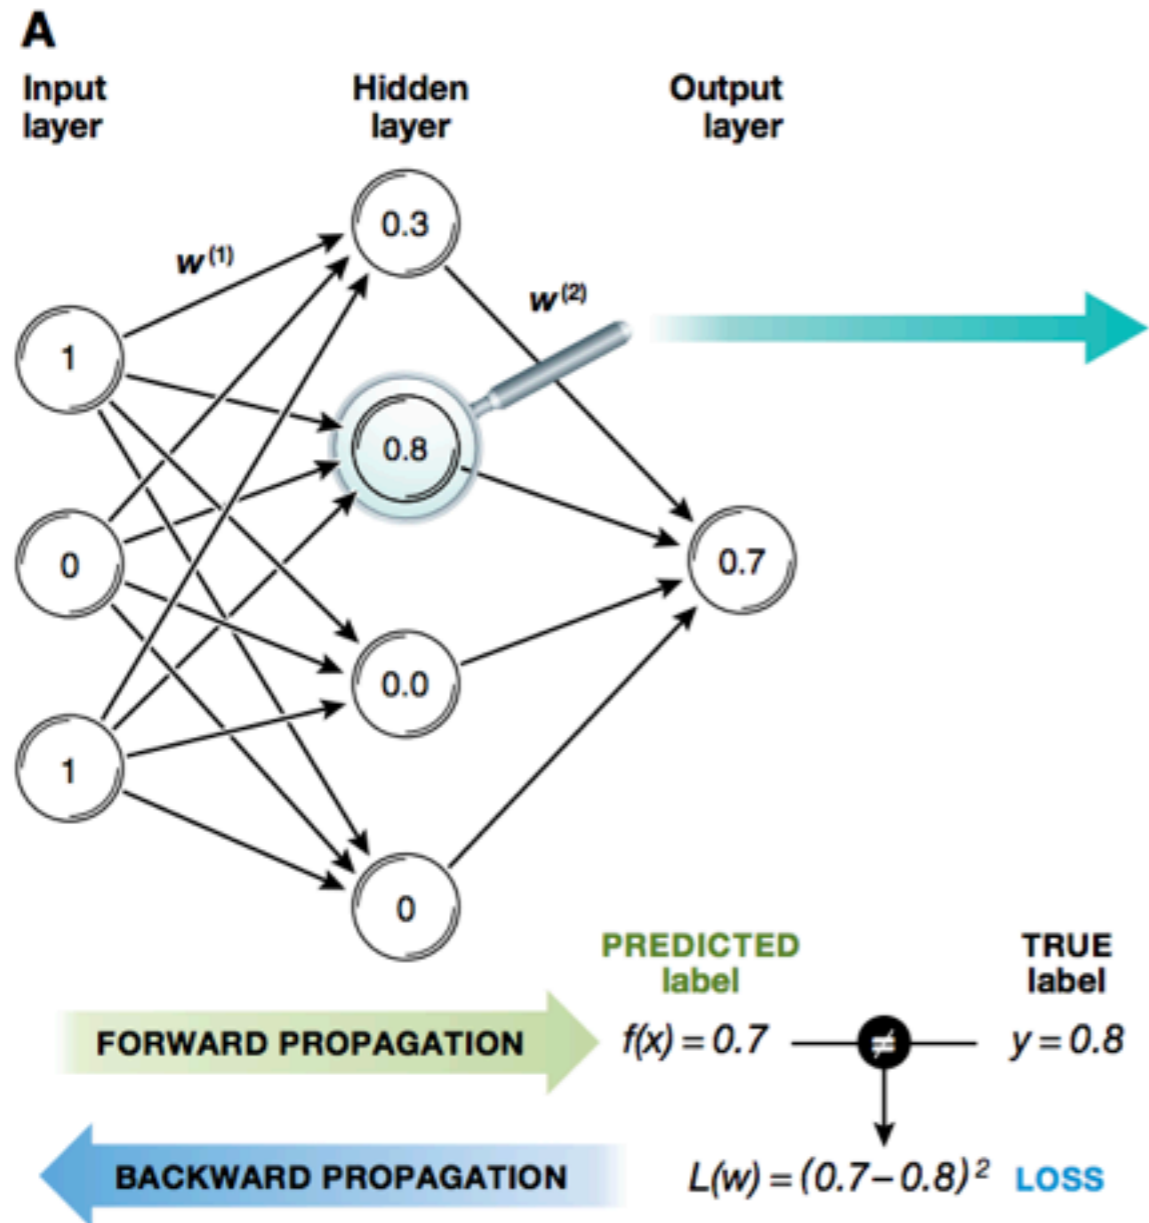 A
Input
layer
Hidden
layer
Output
layer
w(1)
w(2)
1
0
1
0.3
0.8
0.0
0
0.7
PREDICTED
label
TRUE
label
FORWARD PROPAGATION
f(x) = 0.7
≠
y = 0.8
BACKWARD PROPAGATION
L(w) = (0.7–0.8)²
LOSS